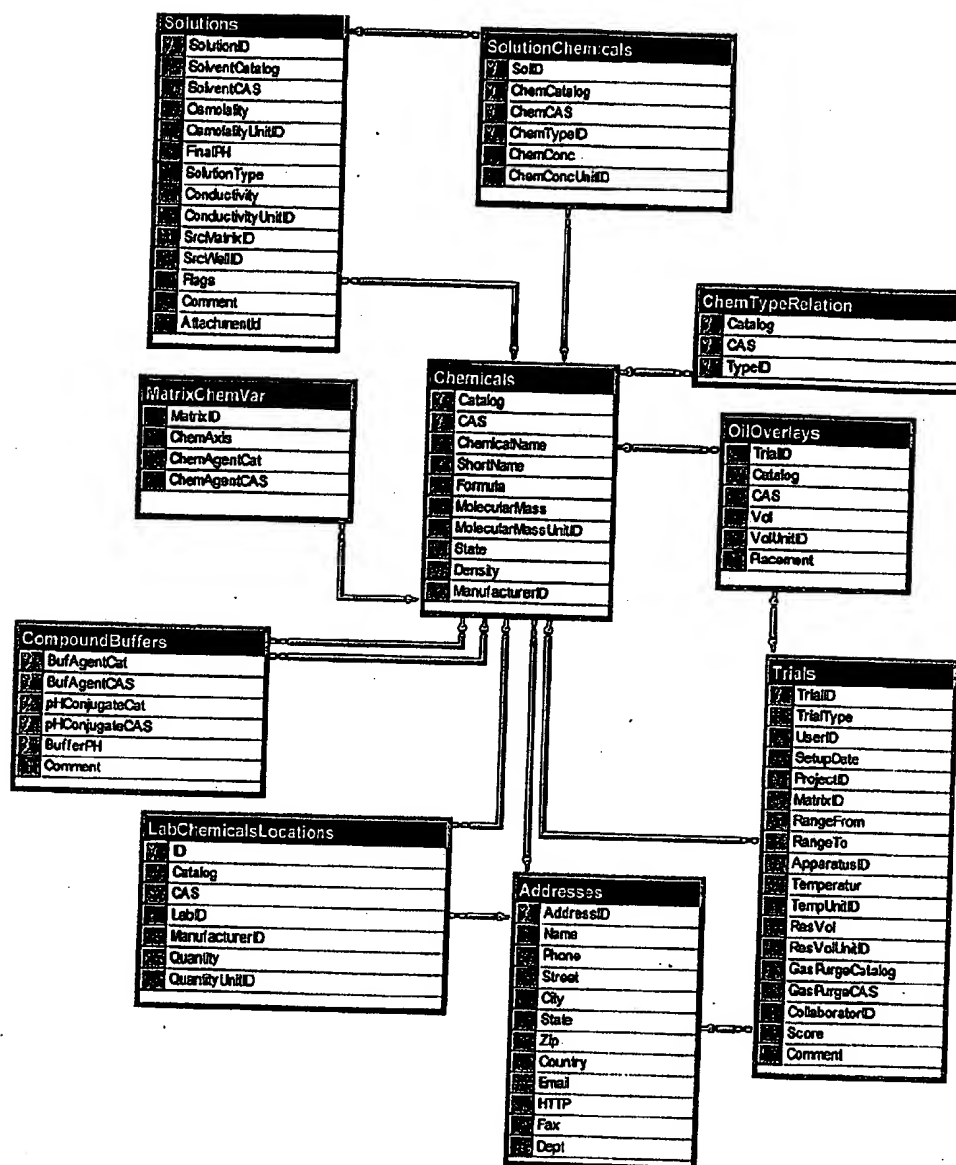 Solutions
SolutionID
SolventCatalog
SolventCAS
Osmolality
OsmolalityUnitID
FinalPH
SolutionType
Conductivity
ConductivityUnitID
SrcMatrixID
SrcWellID
Flags
Comment
AttachmentId
SolutionChemicals
SolID
ChemCatalog
ChemCAS
ChemTypeID
ChemConc
ChemConcUnitID
ChemTypeRelation
Catalog
CAS
TypeID
MatrixChemVar
MatrixID
ChemAxis
ChemAgentCat
ChemAgentCAS
Chemicals
Catalog
CAS
ChemicalName
ShortName
Formula
MolecularMass
MolecularMassUnitID
State
Density
ManufacturerID
OilOverlays
TrialID
Catalog
CAS
Vol
VolUnitID
Placement
CompoundBuffers
BufAgentCat
BufAgentCAS
pHConjugateCat
pHConjugateCAS
BufferPH
Comment
Trials
TrialID
TrialType
UserID
SetupDate
ProjectID
MatrixID
RangeFrom
RangeTo
ApparatusID
Temperatur
TempUnitID
ResVol
ResVolUnitID
GasPurgeCatalog
GasPurgeCAS
CollaboratorID
Score
Comment
LabChemicalsLocations
ID
Catalog
CAS
LabID
ManufacturerID
Quantity
QuantityUnitID
Addresses
AddressID
Name
Phone
Street
City
State
Zip
Country
Email
HTTP
Fax
Dept